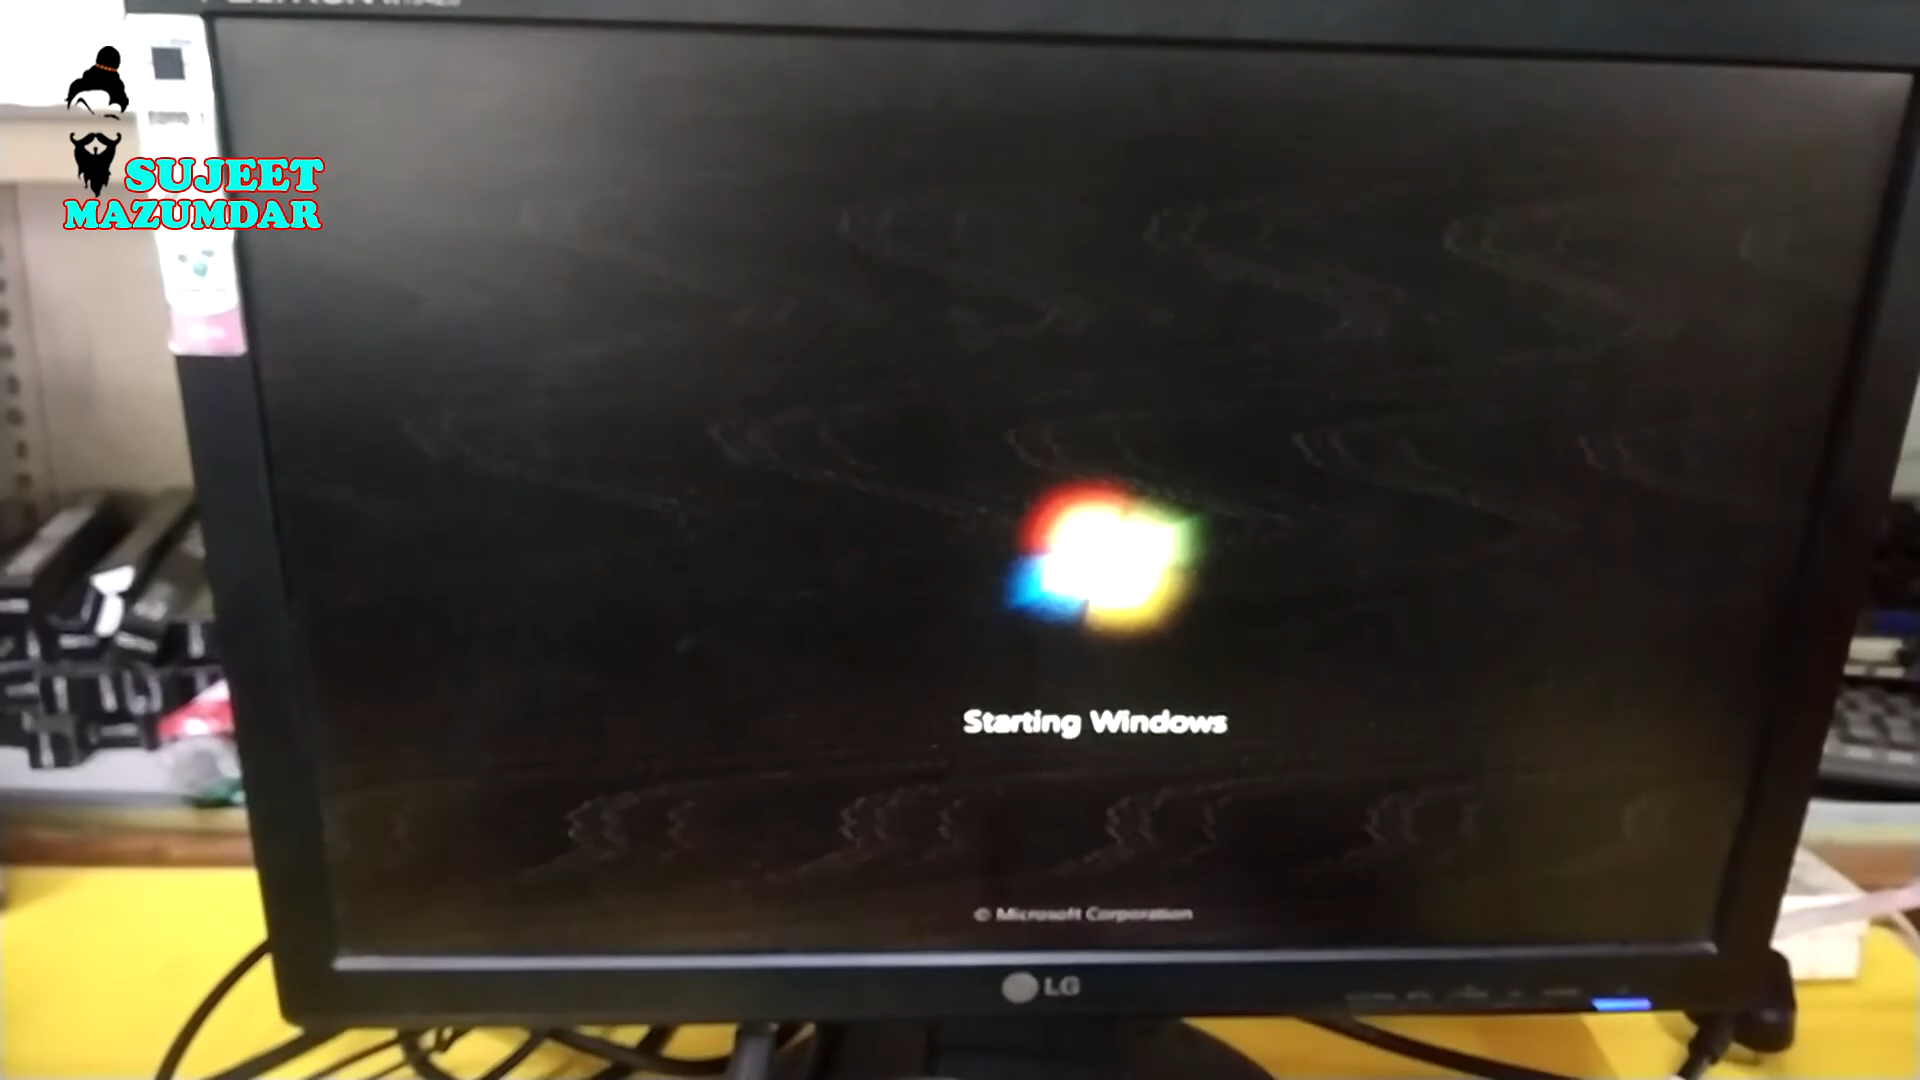 SUJEET
MAZUMDAR
Starting Windows
© Microsoft Corporation
LG